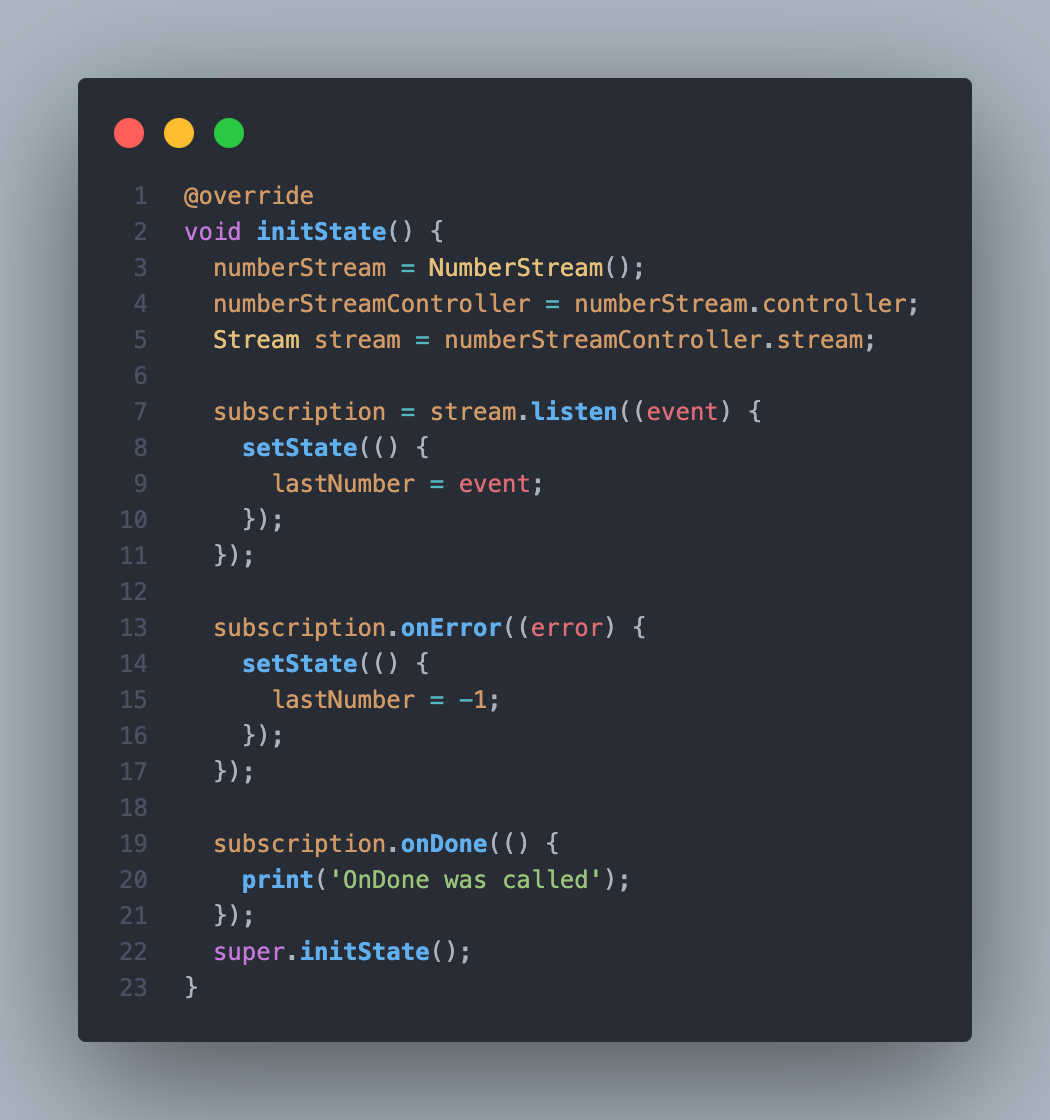 1 @override
2 void initState() {
3   numberStream = NumberStream();
4   numberStreamController = numberStream.controller;
5   Stream stream = numberStreamController.stream;
6
7   subscription = stream.listen((event) {
8     setState(() {
9       lastNumber = event;
10     });
11   });
12
13   subscription.onError((error) {
14     setState(() {
15       lastNumber = -1;
16     });
17   });
18
19   subscription.onDone(() {
20     print('OnDone was called');
21   });
22   super.initState();
23 }